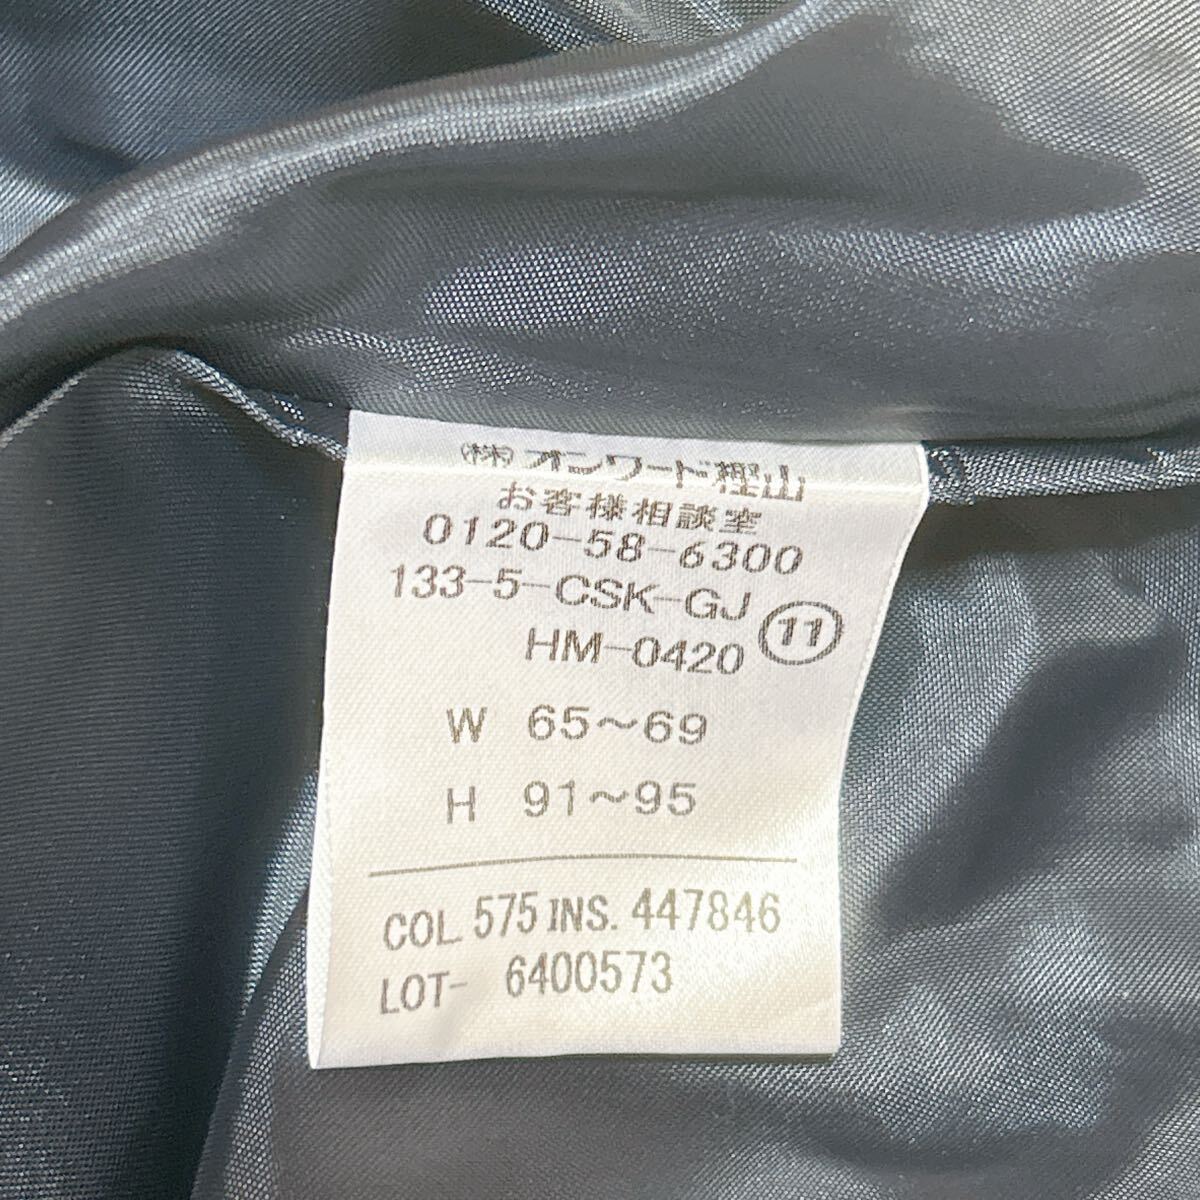 (株)オンワード樫山
お客様相談室
0120-58-6300
133-5-CSK-GJ
HM-0420 11
W 65~69
H 91~95
COL 575 INS. 447846
LOT- 6400573